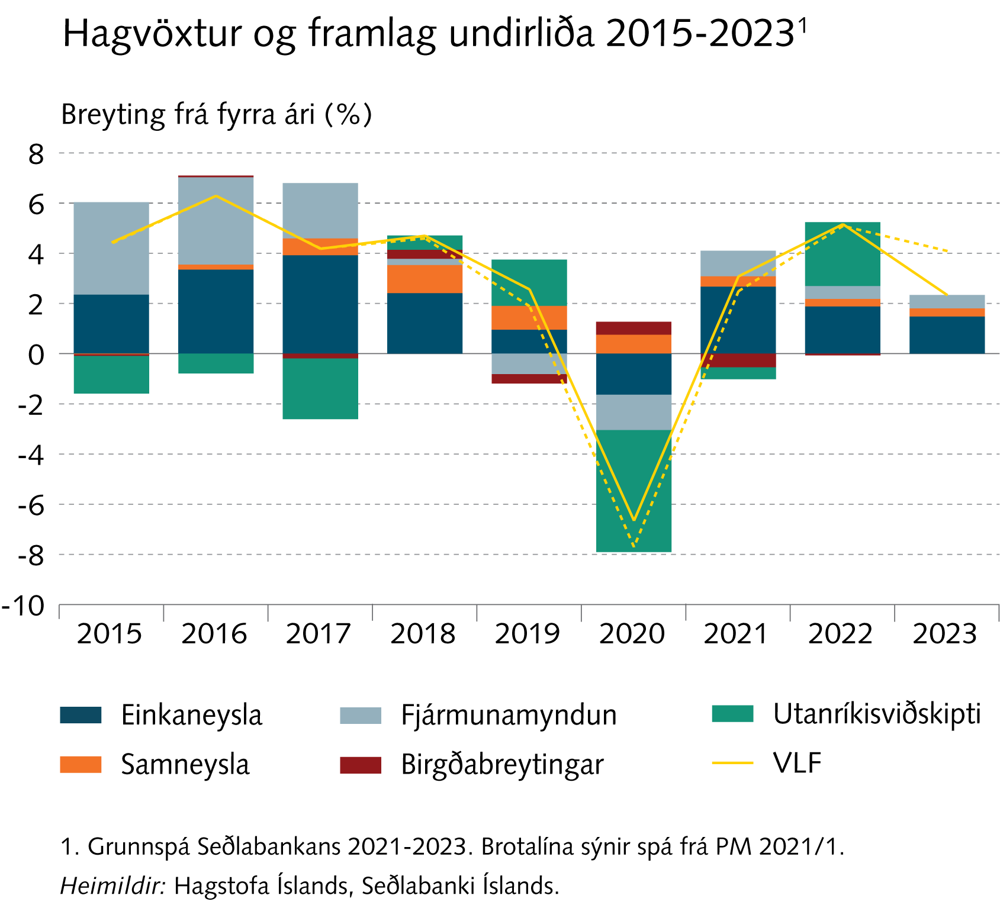 Hagvöxtur og framlag undirliða 2015-2023¹
Breyting frá fyrra ári (%)
8
6
4
2
0
-2
-4
-6
-8
-10
2015 2016 2017 2018 2019 2020 2021 2022 2023
Einkaneysla Fjármunamyndun Utanríkisviðskipti
Samneysla Birgðabreytingar VLF
1. Grunnspá Seðlabankans 2021-2023. Brotalína sýnir spá frá PM 2021/1.
Heimildir: Hagstofa Íslands, Seðlabanki Íslands.